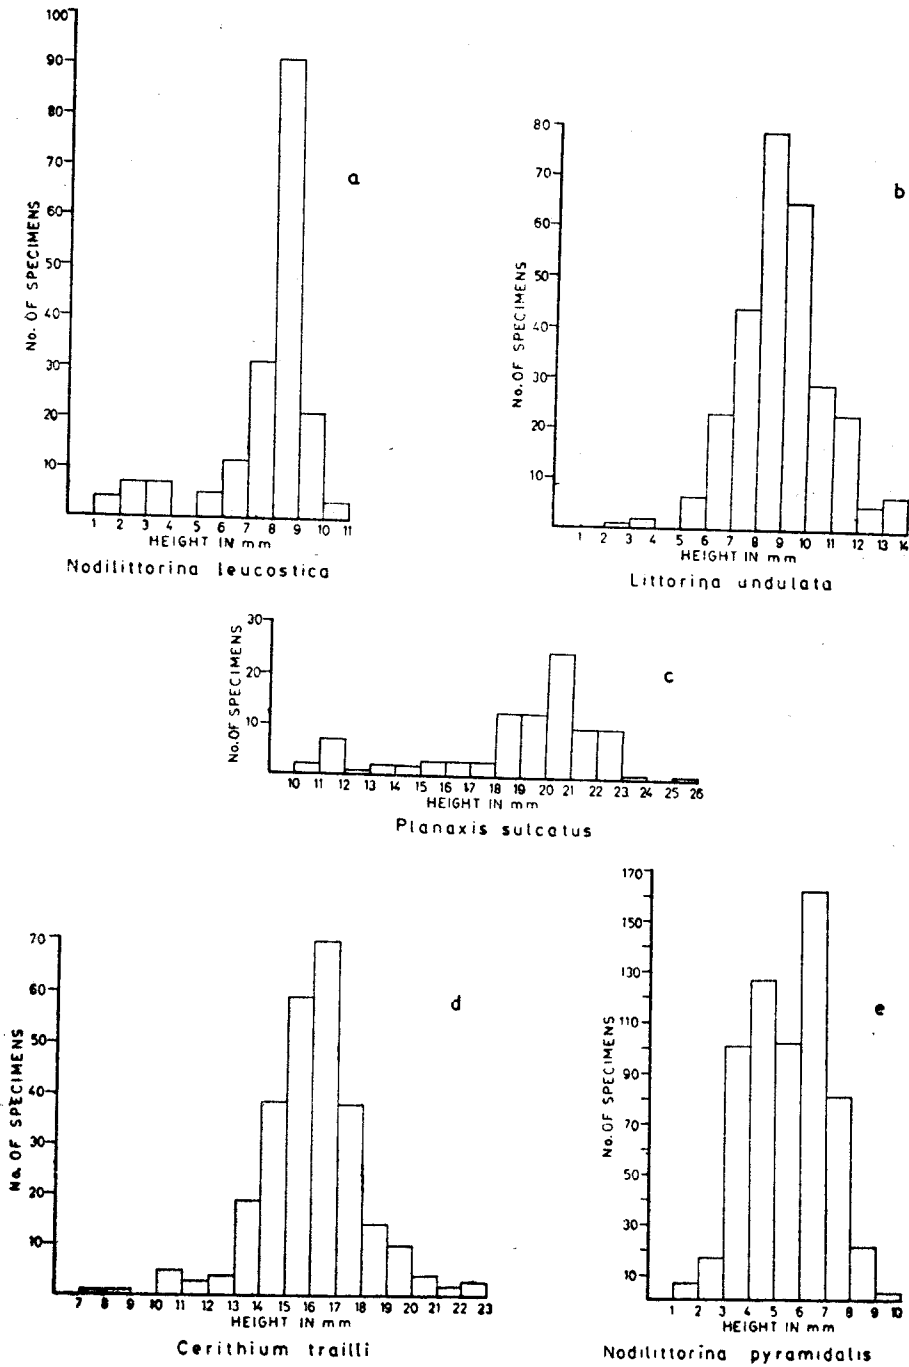 100
90
80
70
60
50
40
30
20
10
No. OF SPECIMENS
a
1 2 3 4 5 6 7 8 9 10 11
HEIGHT IN mm
Nodilittorina leucostica
80
70
60
50
40
30
20
10
No. OF SPECIMENS
b
1 2 3 4 5 6 7 8 9 10 11 12 13 14
HEIGHT IN mm
Littorina undulata
30
20
10
No. OF SPECIMENS
c
10 11 12 13 14 15 16 17 18 19 20 21 22 23 24 25 26
HEIGHT IN mm
Planaxis sulcatus
70
60
50
40
30
20
10
No. OF SPECIMENS
d
7 8 9 10 11 12 13 14 15 16 17 18 19 20 21 22 23
HEIGHT IN mm
Cerithium trailli
170
150
130
110
90
70
50
30
10
No. OF SPECIMENS
e
1 2 3 4 5 6 7 8 9 10
HEIGHT IN mm
Nodilittorina pyramidalis